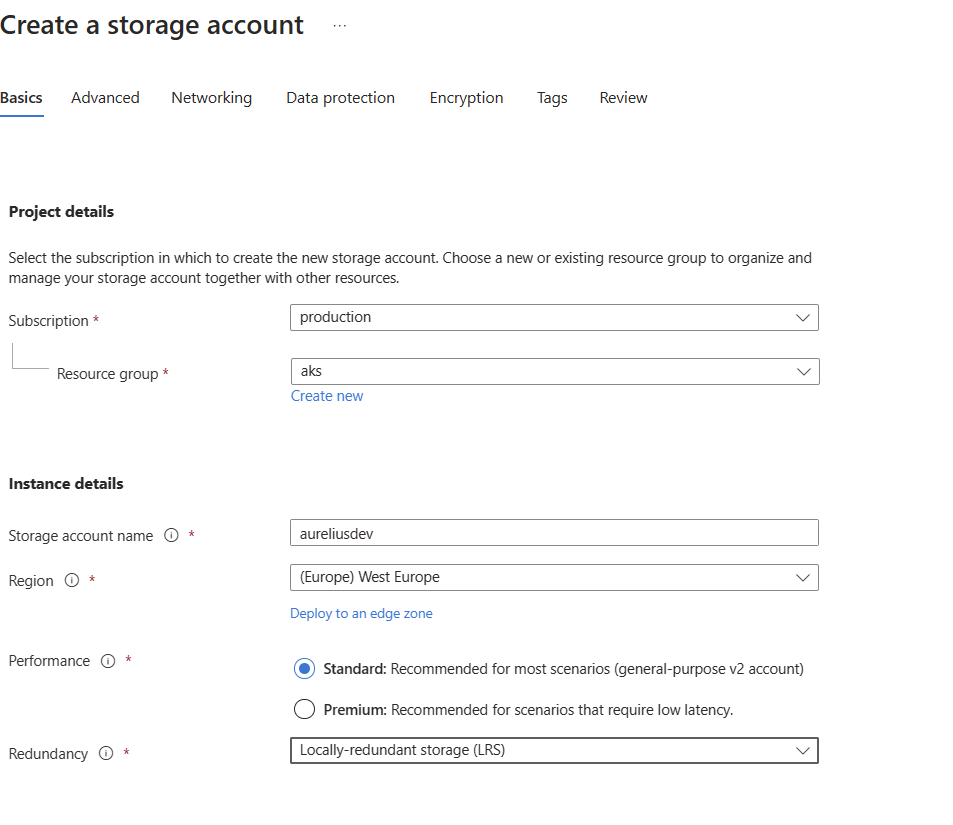 Create a storage account ...
Basics Advanced Networking Data protection Encryption Tags Review
Project details
Select the subscription in which to create the new storage account. Choose a new or existing resource group to organize and
manage your storage account together with other resources.
Subscription * production
Resource group * aks
Create new
Instance details
Storage account name * aureliusdev
Region * (Europe) West Europe
Deploy to an edge zone
Performance * Standard: Recommended for most scenarios (general-purpose v2 account)
Premium: Recommended for scenarios that require low latency.
Redundancy * Locally-redundant storage (LRS)